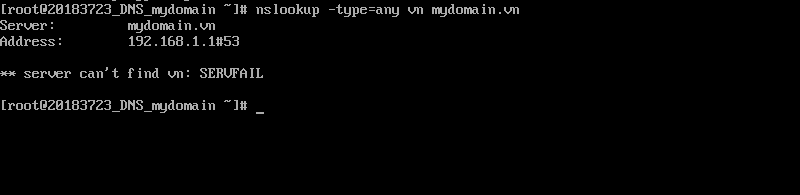 [root@20183723_DNS_mydomain ~]# nslookup -type=any vn mydomain.vn
Server:         mydomain.vn
Address:        192.168.1.1#53
** server can't find vn: SERVFAIL
[root@20183723_DNS_mydomain ~]# _